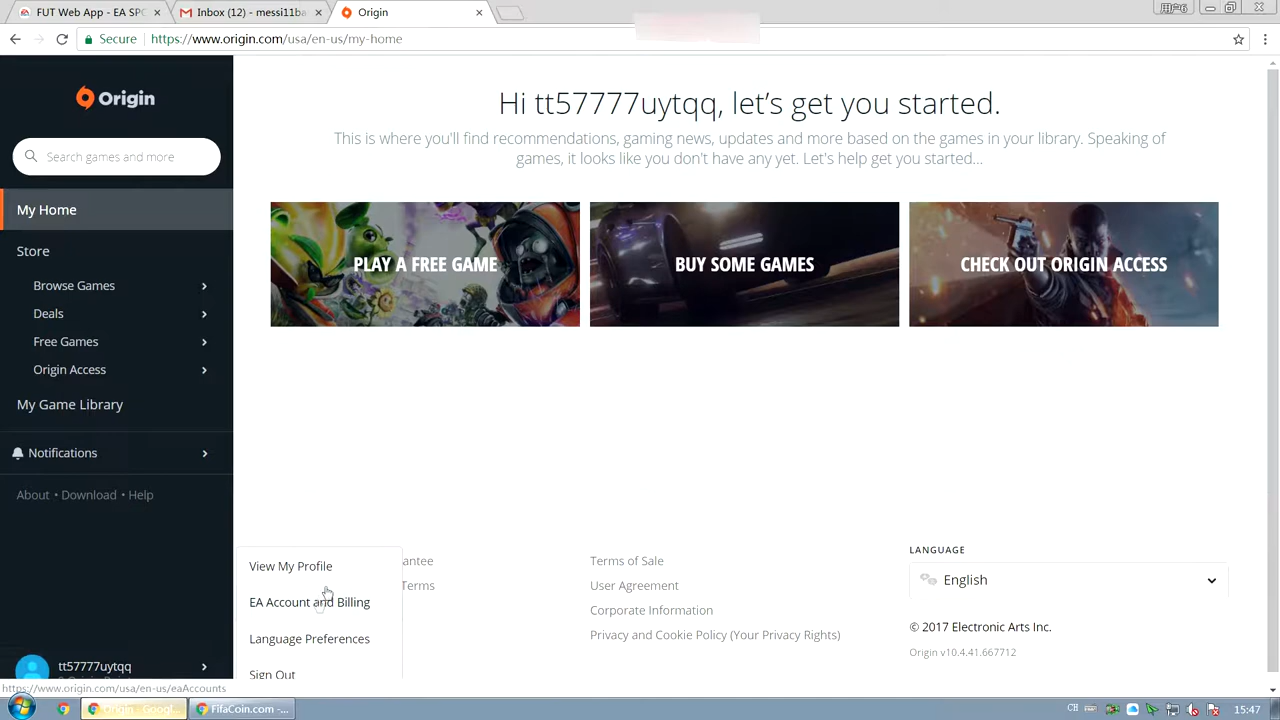 FUT Web App - EA SPO
Inbox (12) - messi11ba
Origin
Secure
https://www.origin.com/usa/en-us/my-home
Origin
Search games and more
My Home
Store
Browse Games
Deals
Free Games
Origin Access
My Game Library
Notifications
About • Download • Help
tt57777uytqq
Hi tt57777uytqq, let's get you started.
This is where you'll find recommendations, gaming news, updates and more based on the games in your library. Speaking of
games, it looks like you don't have any yet. Let's help get you started...
PLAY A FREE GAME
BUY SOME GAMES
CHECK OUT ORIGIN ACCESS
View My Profile
EA Account and Billing
Language Preferences
Sign Out
antee
Terms
Terms of Sale
User Agreement
Corporate Information
Privacy and Cookie Policy (Your Privacy Rights)
LANGUAGE
English
© 2017 Electronic Arts Inc.
Origin v10.4.41.667712
https://www.origin.com/usa/en-us/eaAccounts
Origin - Googl...
FifaCoin.com -...
CH
15:47